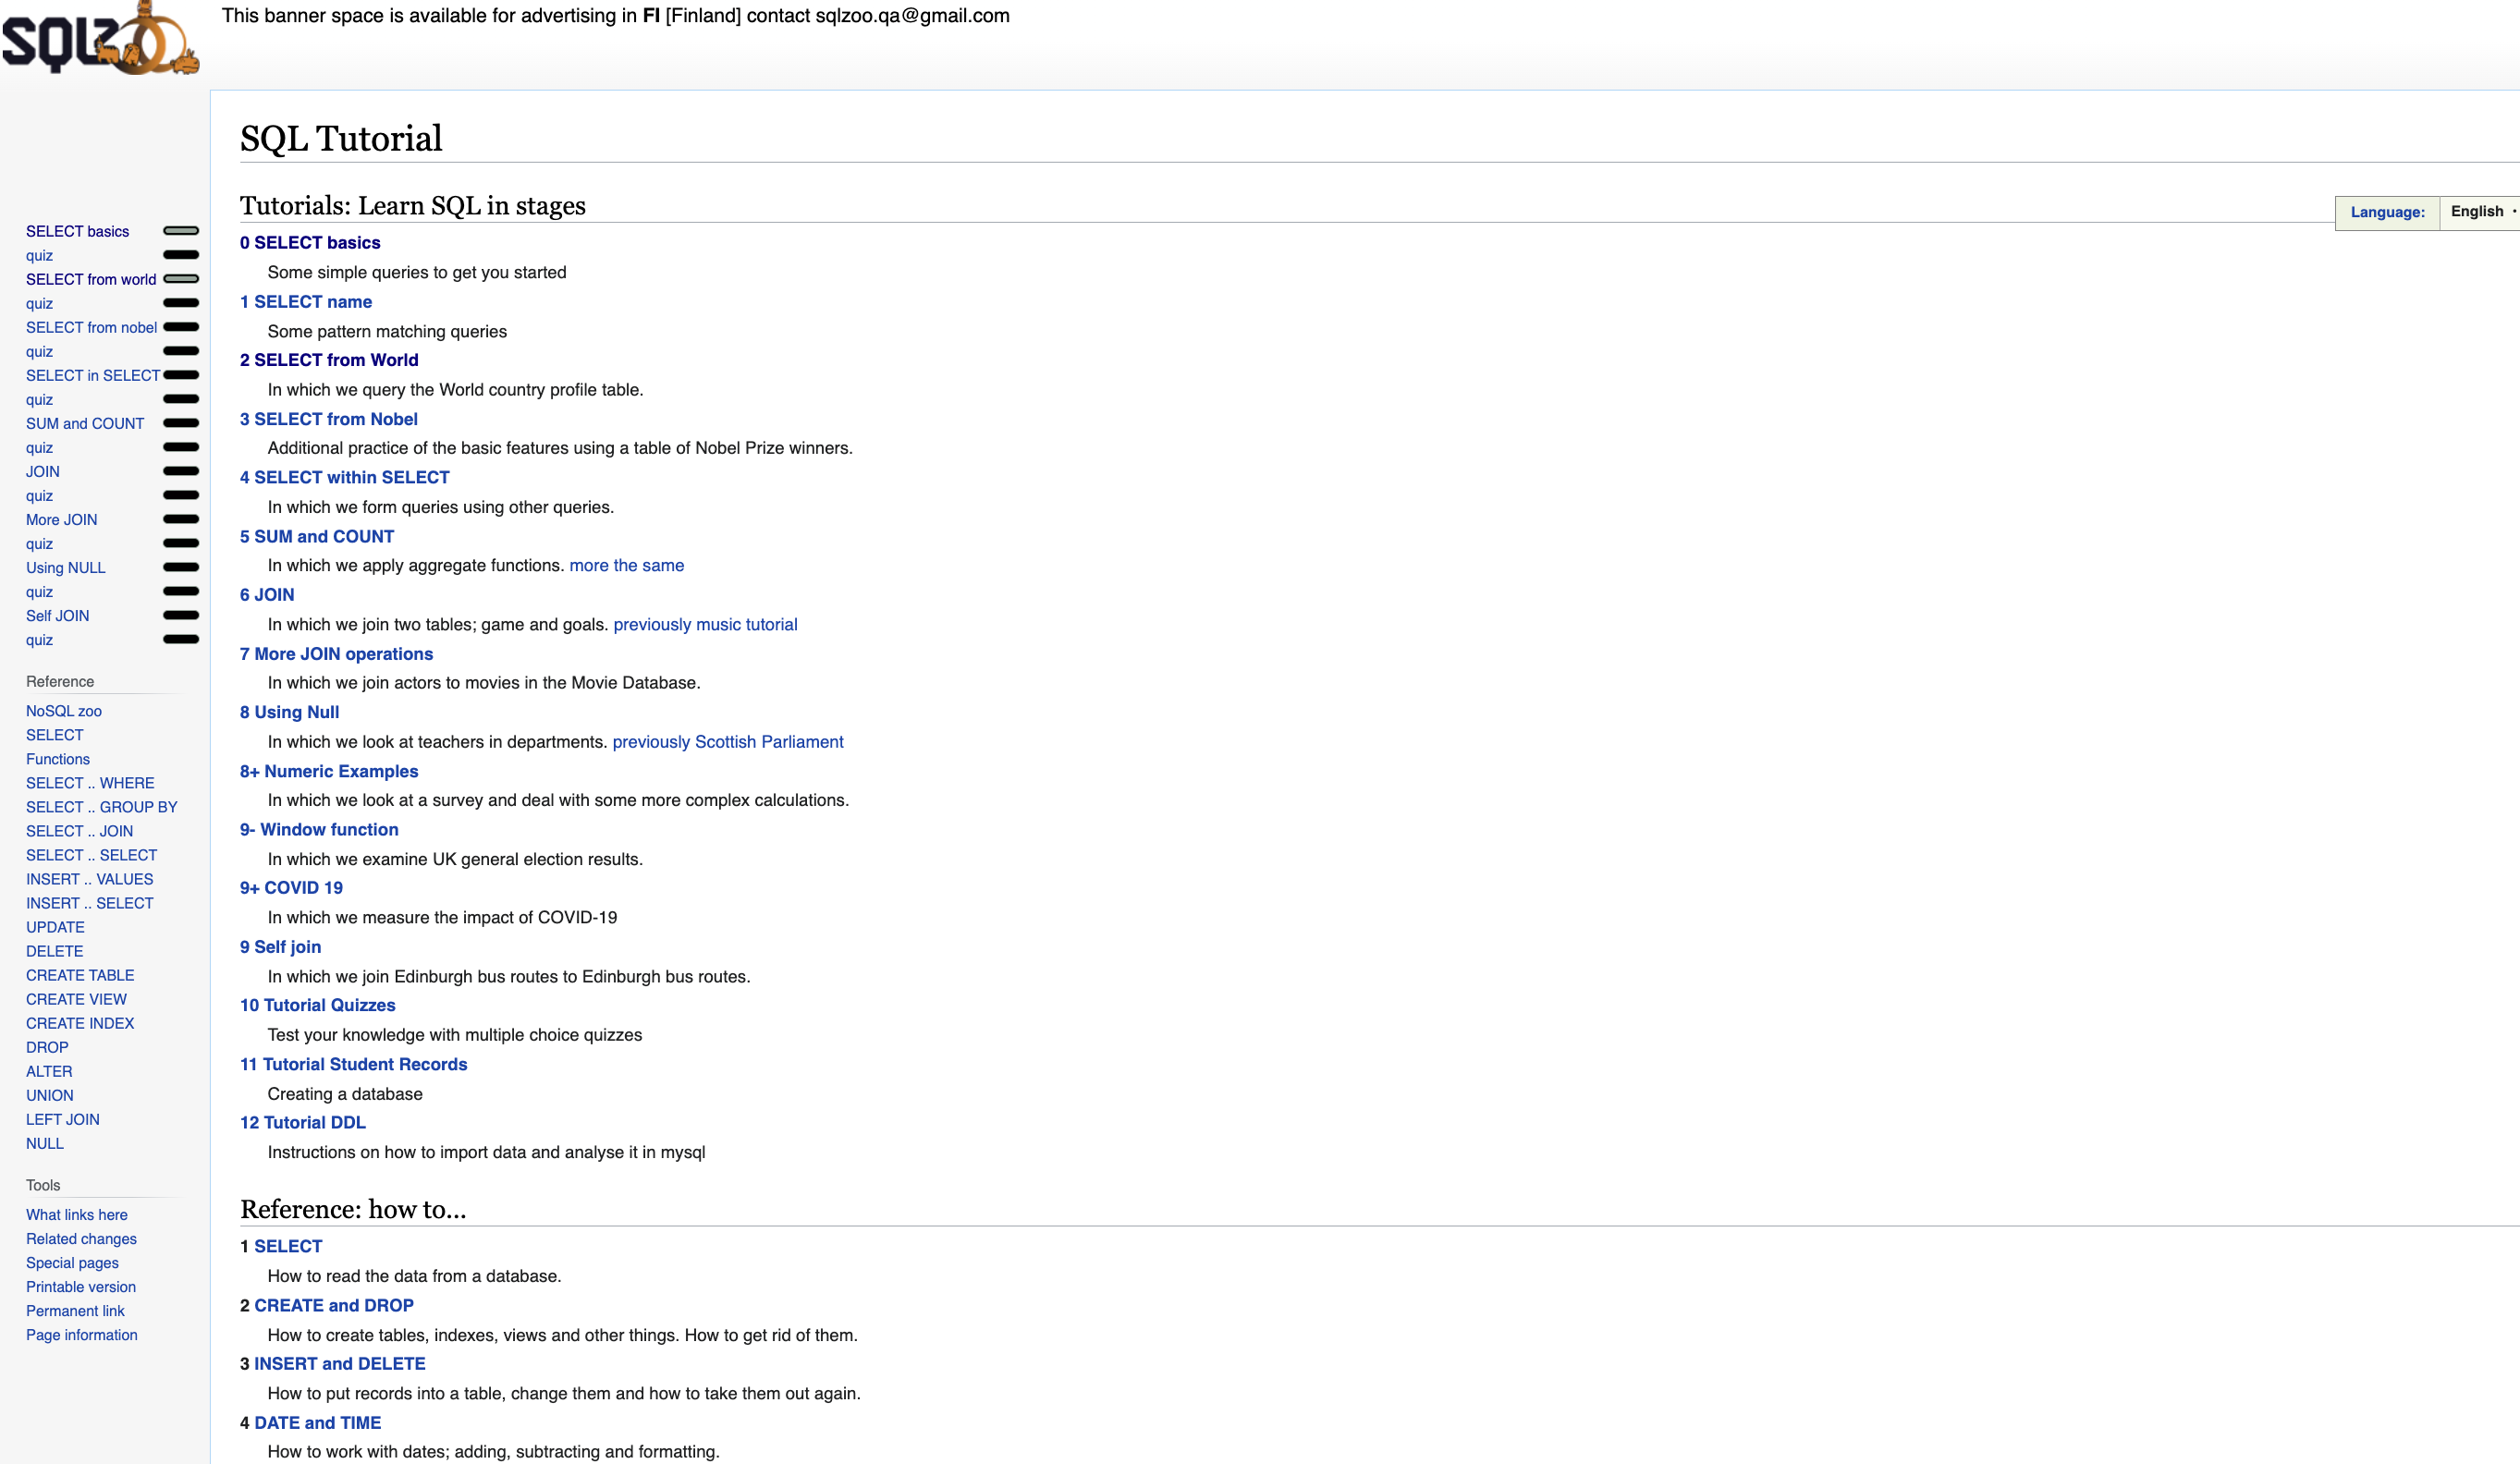 SQLZOO
This banner space is available for advertising in FI [Finland] contact sqlzoo.qa@gmail.com
SELECT basics
quiz
SELECT from world
quiz
SELECT from nobel
quiz
SELECT in SELECT
quiz
SUM and COUNT
quiz
JOIN
quiz
More JOIN
quiz
Using NULL
quiz
Self JOIN
quiz
Reference
NoSQL zoo
SELECT
Functions
SELECT .. WHERE
SELECT .. GROUP BY
SELECT .. JOIN
SELECT .. SELECT
INSERT .. VALUES
INSERT .. SELECT
UPDATE
DELETE
CREATE TABLE
CREATE VIEW
CREATE INDEX
DROP
ALTER
UNION
LEFT JOIN
NULL
Tools
What links here
Related changes
Special pages
Printable version
Permanent link
Page information
SQL Tutorial
Tutorials: Learn SQL in stages
Language: English ·
0 SELECT basics
Some simple queries to get you started
1 SELECT name
Some pattern matching queries
2 SELECT from World
In which we query the World country profile table.
3 SELECT from Nobel
Additional practice of the basic features using a table of Nobel Prize winners.
4 SELECT within SELECT
In which we form queries using other queries.
5 SUM and COUNT
In which we apply aggregate functions. more the same
6 JOIN
In which we join two tables; game and goals. previously music tutorial
7 More JOIN operations
In which we join actors to movies in the Movie Database.
8 Using Null
In which we look at teachers in departments. previously Scottish Parliament
8+ Numeric Examples
In which we look at a survey and deal with some more complex calculations.
9- Window function
In which we examine UK general election results.
9+ COVID 19
In which we measure the impact of COVID-19
9 Self join
In which we join Edinburgh bus routes to Edinburgh bus routes.
10 Tutorial Quizzes
Test your knowledge with multiple choice quizzes
11 Tutorial Student Records
Creating a database
12 Tutorial DDL
Instructions on how to import data and analyse it in mysql
Reference: how to...
1 SELECT
How to read the data from a database.
2 CREATE and DROP
How to create tables, indexes, views and other things. How to get rid of them.
3 INSERT and DELETE
How to put records into a table, change them and how to take them out again.
4 DATE and TIME
How to work with dates; adding, subtracting and formatting.